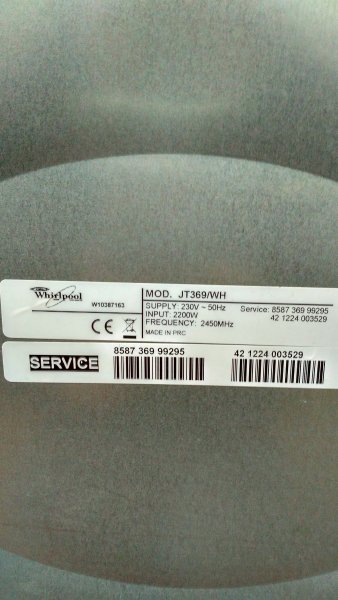 Whirlpool
W10387163
MOD. JT369/WH
SUPPLY: 230V ~ 50Hz
INPUT: 2200W
FREQUENCY: 2450MHz
MADE IN PRC
Service: 8587 369 99295
42 1224 003529
CE
SERVICE
8587 369 99295
42 1224 003529